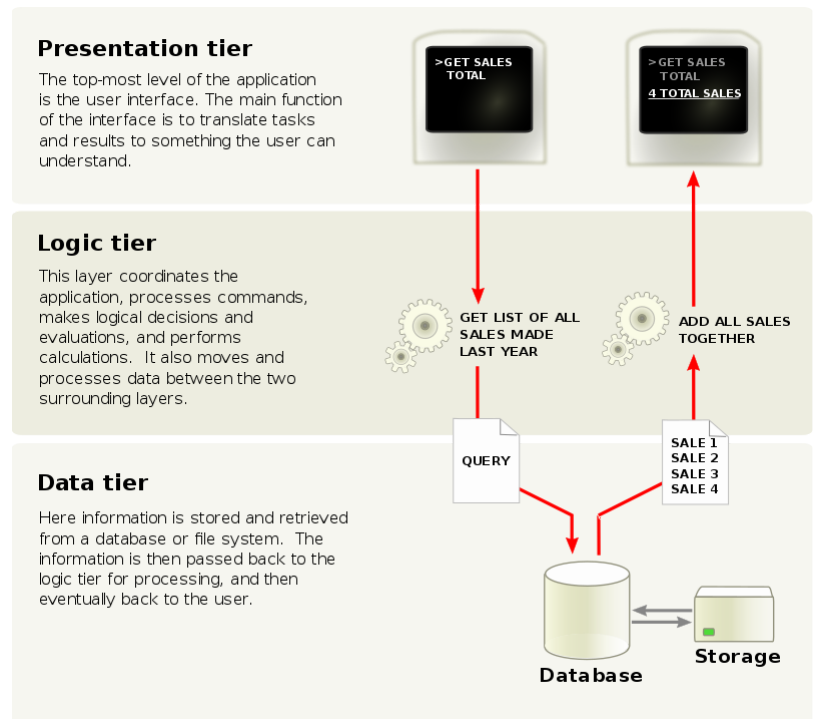 Presentation tier
The top-most level of the application
is the user interface. The main function
of the interface is to translate tasks
and results to something the user can
understand.
>GET SALES
TOTAL
>GET SALES
TOTAL
4 TOTAL SALES
Logic tier
This layer coordinates the
application, processes commands,
makes logical decisions and
evaluations, and performs
calculations.  It also moves and
processes data between the two
surrounding layers.
GET LIST OF ALL
SALES MADE
LAST YEAR
ADD ALL SALES
TOGETHER
Data tier
Here information is stored and retrieved
from a database or file system.  The
information is then passed back to the
logic tier for processing, and then
eventually back to the user.
QUERY
SALE 1
SALE 2
SALE 3
SALE 4
Database
Storage